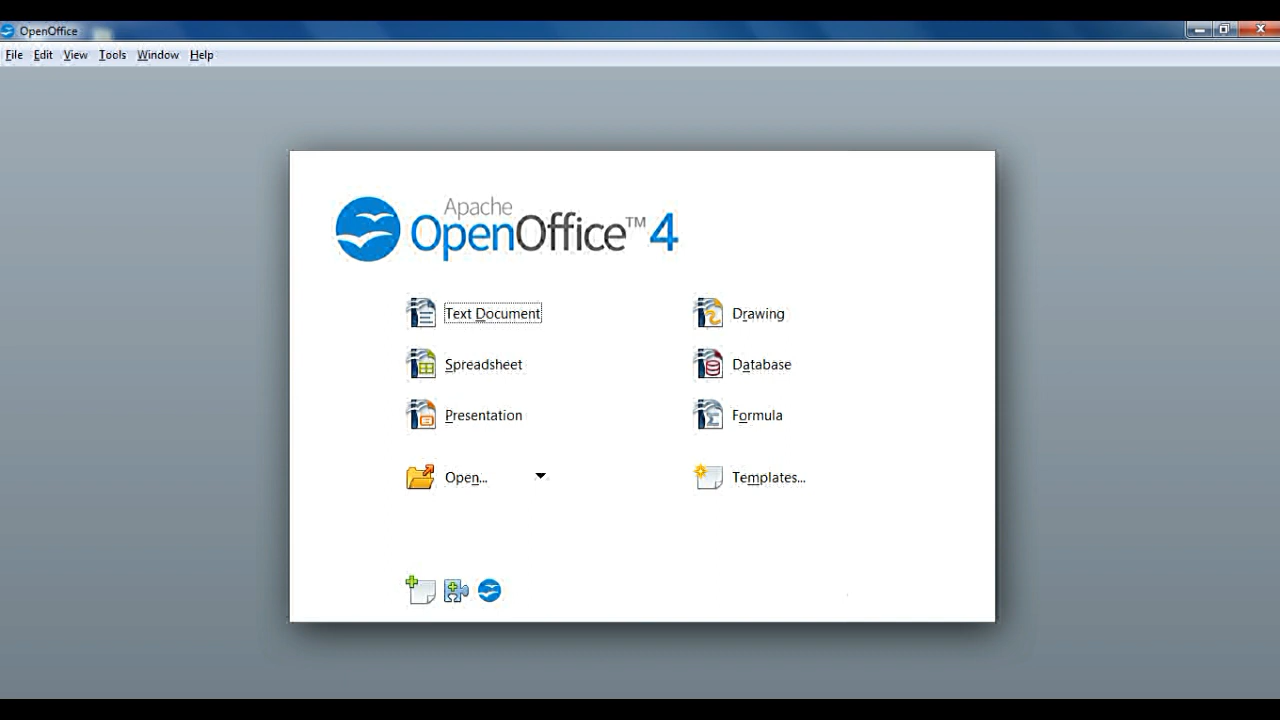 OpenOffice
File Edit View Tools Window Help
Apache
OpenOffice™ 4
Text Document
Drawing
Spreadsheet
Database
Presentation
Formula
Open...
Templates...